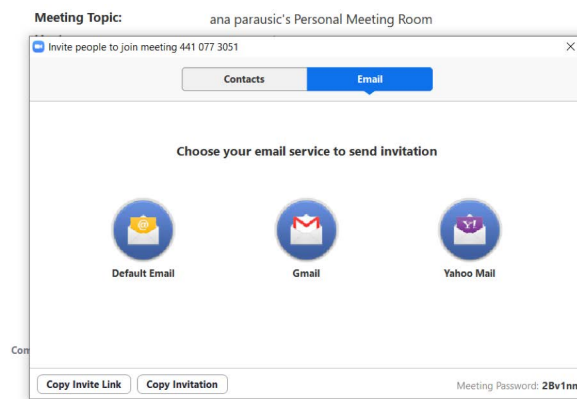 Meeting Topic: ana parausic's Personal Meeting Room
Invite people to join meeting 441 077 3051
Contacts Email
Choose your email service to send invitation
Default Email Gmail Yahoo Mail
Copy Invite Link Copy Invitation Meeting Password: 2Bv1nn